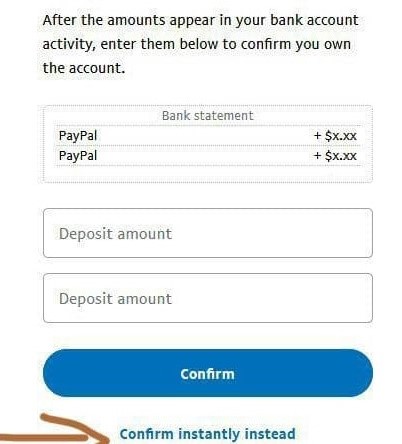 After the amounts appear in your bank account
activity, enter them below to confirm you own
the account.
Bank statement
PayPal + $x.xx
PayPal + $x.xx
Deposit amount
Deposit amount
Confirm
Confirm instantly instead